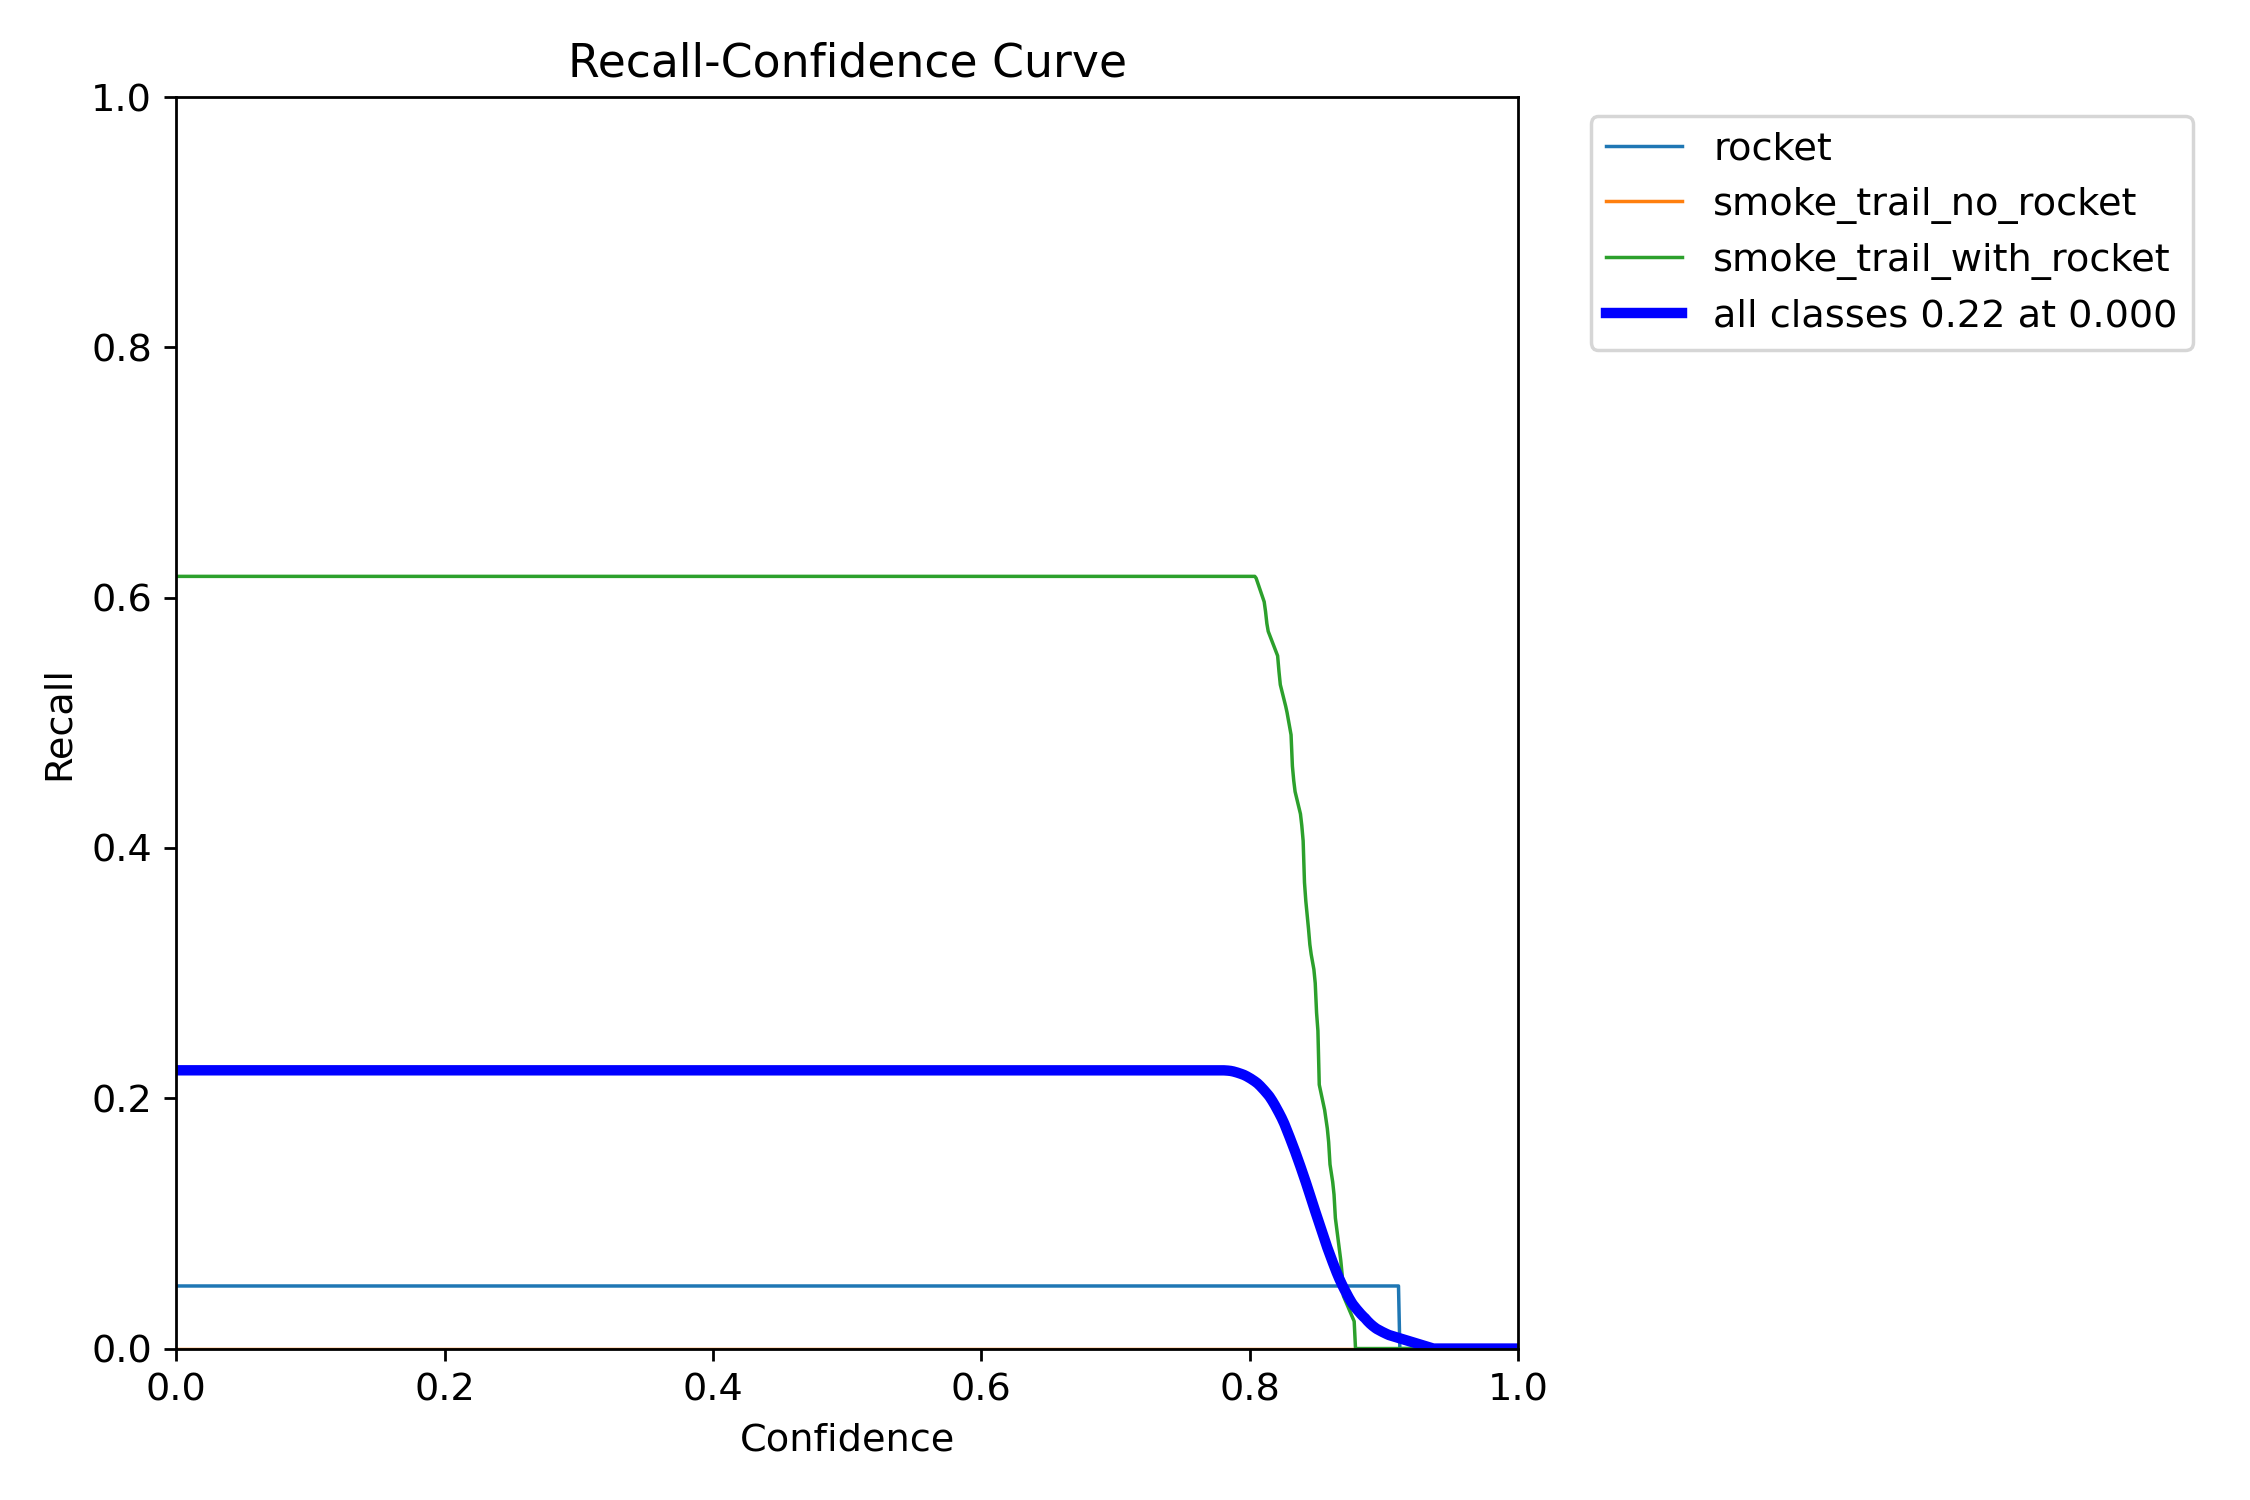 Recall-Confidence Curve
1.0
0.8
0.6
0.4
0.2
0.0
Recall
0.0 0.2 0.4 0.6 0.8 1.0
Confidence
rocket
smoke_trail_no_rocket
smoke_trail_with_rocket
all classes 0.22 at 0.000